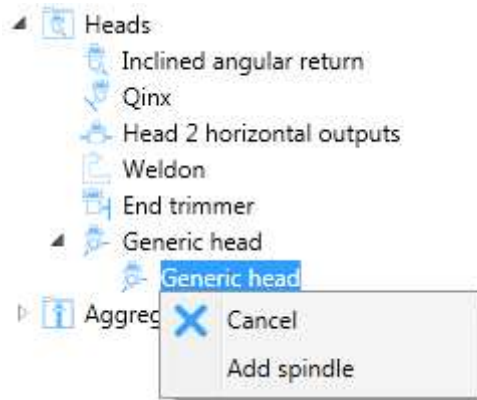 Heads
Inclined angular return
Qinx
Head 2 horizontal outputs
Weldon
End trimmer
Generic head
Generic head
Aggreg
Cancel
Add spindle